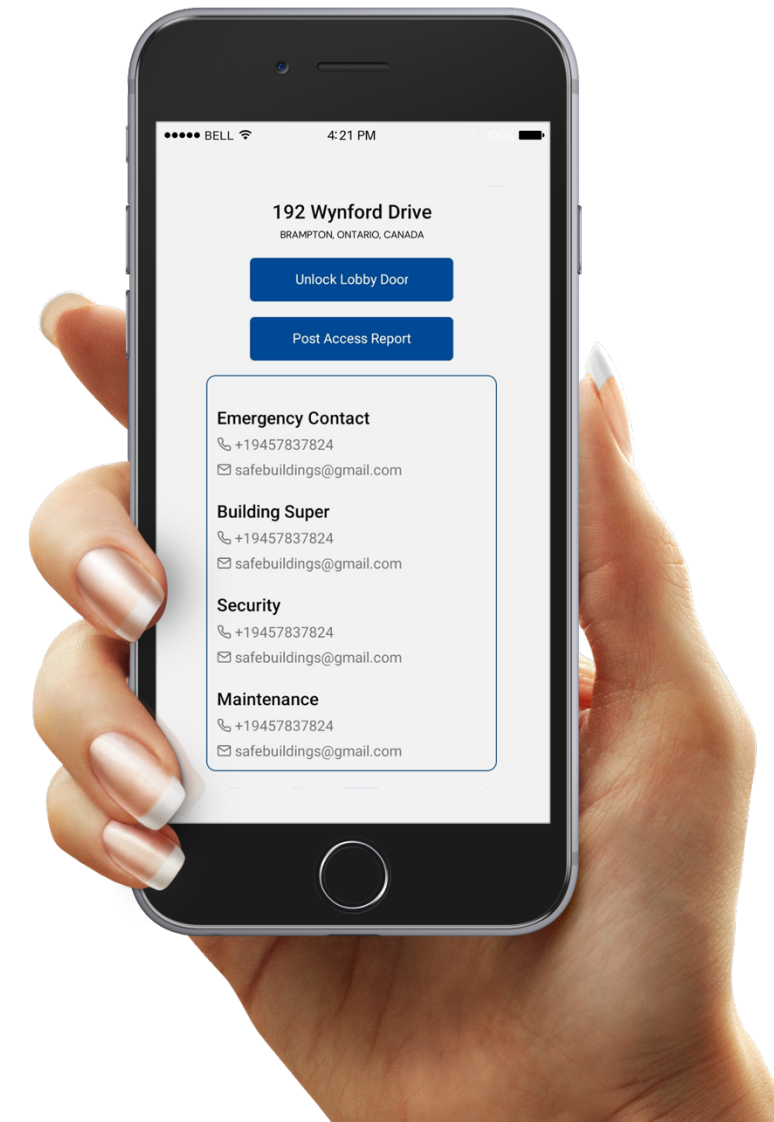 ●●●●● BELL 4:21 PM 100%
192 Wynford Drive
BRAMPTON, ONTARIO, CANADA
Unlock Lobby Door
Post Access Report
Emergency Contact
+19457837824
safebuildings@gmail.com
Building Super
+19457837824
safebuildings@gmail.com
Security
+19457837824
safebuildings@gmail.com
Maintenance
+19457837824
safebuildings@gmail.com